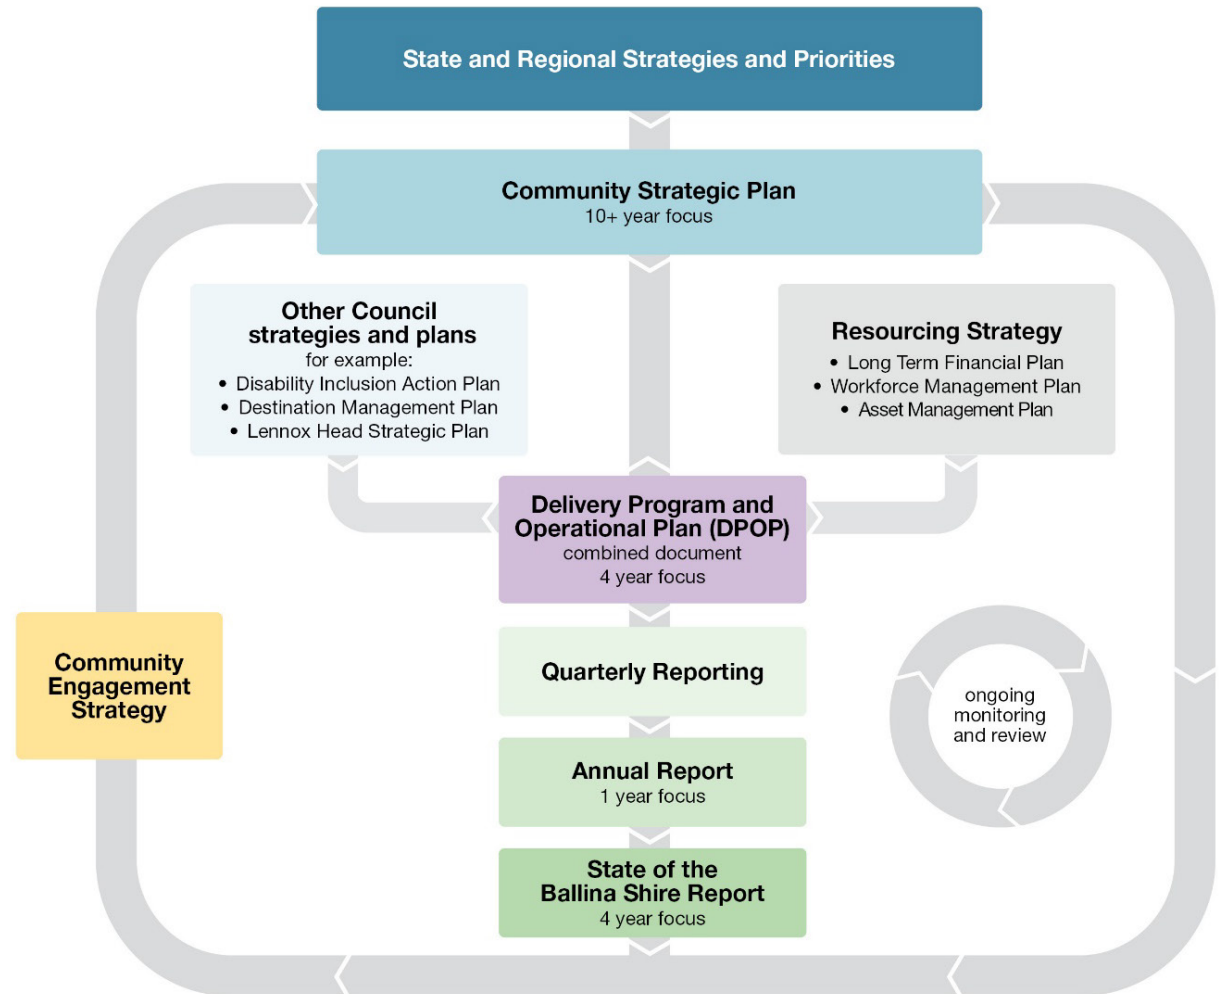 State and Regional Strategies and Priorities
Community Strategic Plan
10+ year focus
Other Council
strategies and plans
for example:
• Disability Inclusion Action Plan
• Destination Management Plan
• Lennox Head Strategic Plan
Resourcing Strategy
• Long Term Financial Plan
• Workforce Management Plan
• Asset Management Plan
Delivery Program and
Operational Plan (DPOP)
combined document
4 year focus
Community
Engagement
Strategy
Quarterly Reporting
ongoing
monitoring
and review
Annual Report
1 year focus
State of the
Ballina Shire Report
4 year focus